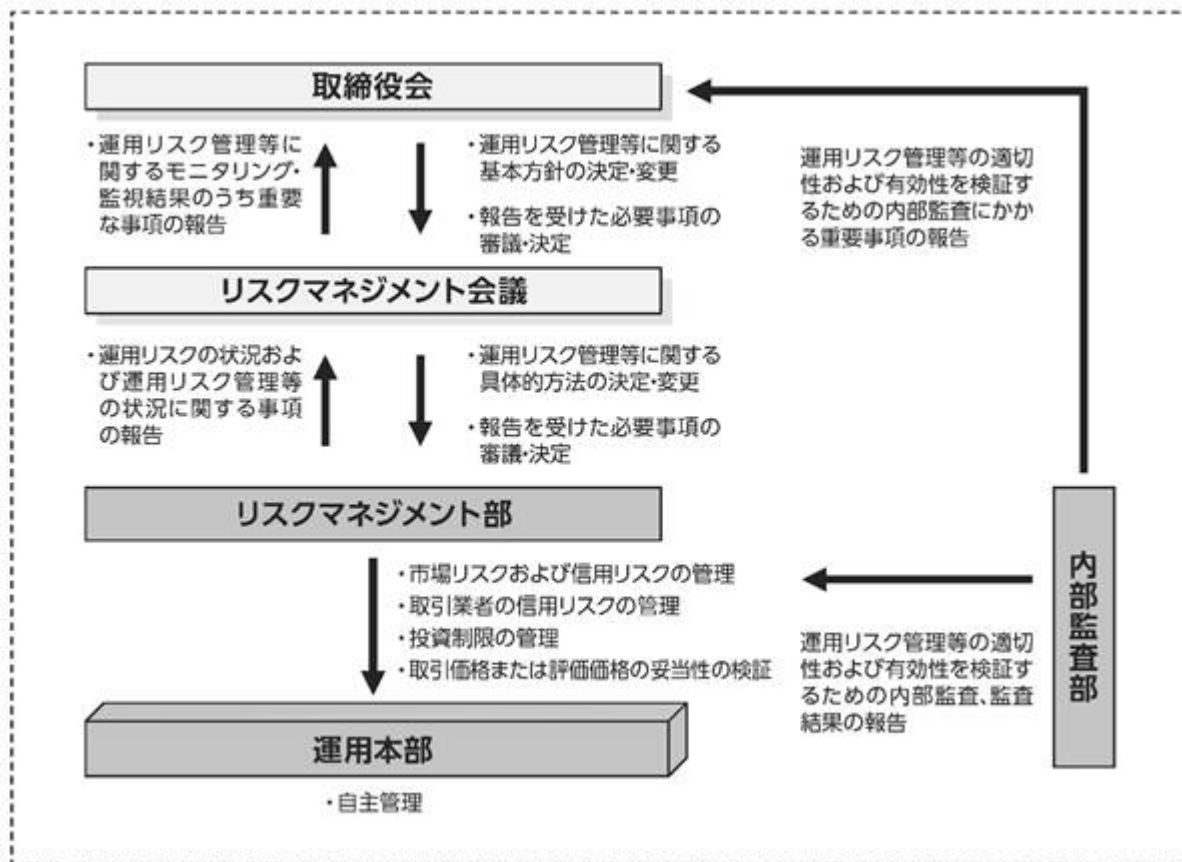 取締役会
・運用リスク管理等に
関するモニタリング・
監視結果のうち重要
な事項の報告
・運用リスク管理等に関する
基本方針の決定・変更
・報告を受けた必要事項の
審議・決定
運用リスク管理等の適切
性および有効性を検証す
るための内部監査にかか
る重要事項の報告
リスクマネジメント会議
・運用リスクの状況およ
び運用リスク管理等
の状況に関する事項
の報告
・運用リスク管理等に関する
具体的方法の決定・変更
・報告を受けた必要事項の
審議・決定
リスクマネジメント部
・市場リスクおよび信用リスクの管理
・取引業者の信用リスクの管理
・投資制限の管理
・取引価格または評価価格の妥当性の検証
運用リスク管理等の適切
性および有効性を検証す
るための内部監査、監査
結果の報告
内部監査部
運用本部
・自主管理